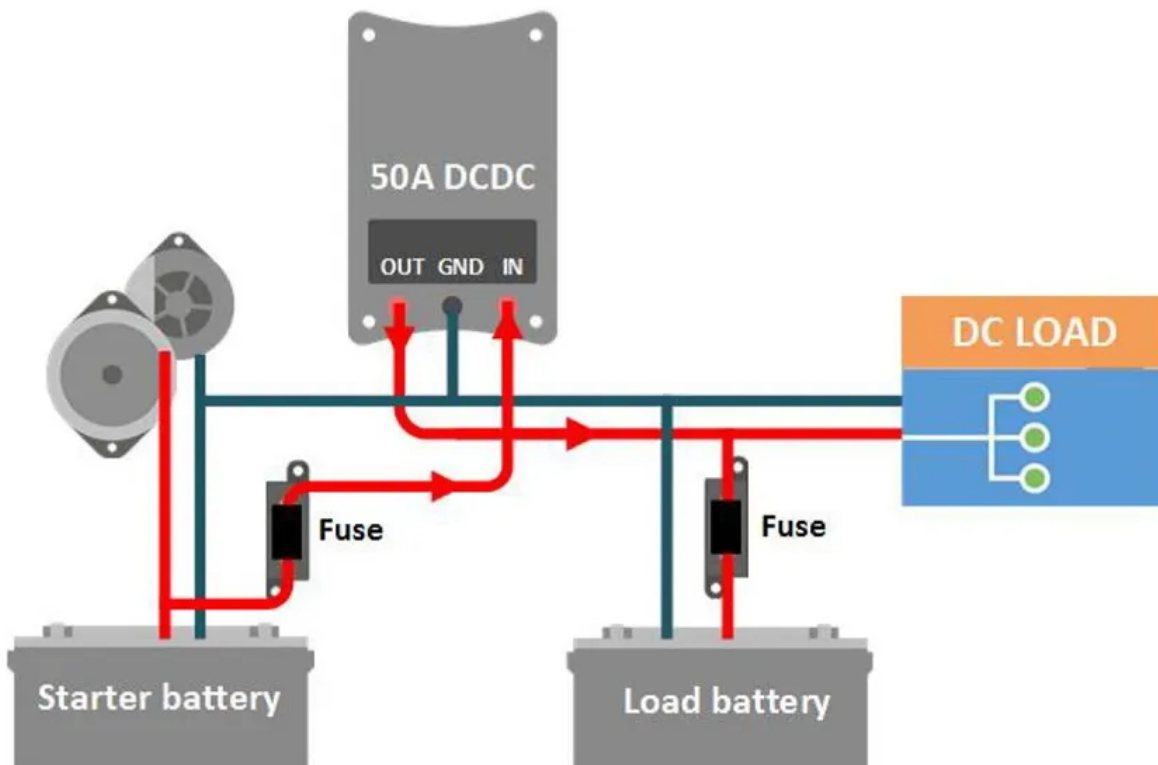 50A DCDC
OUT GND IN
DC LOAD
Fuse
Fuse
Starter battery
Load battery